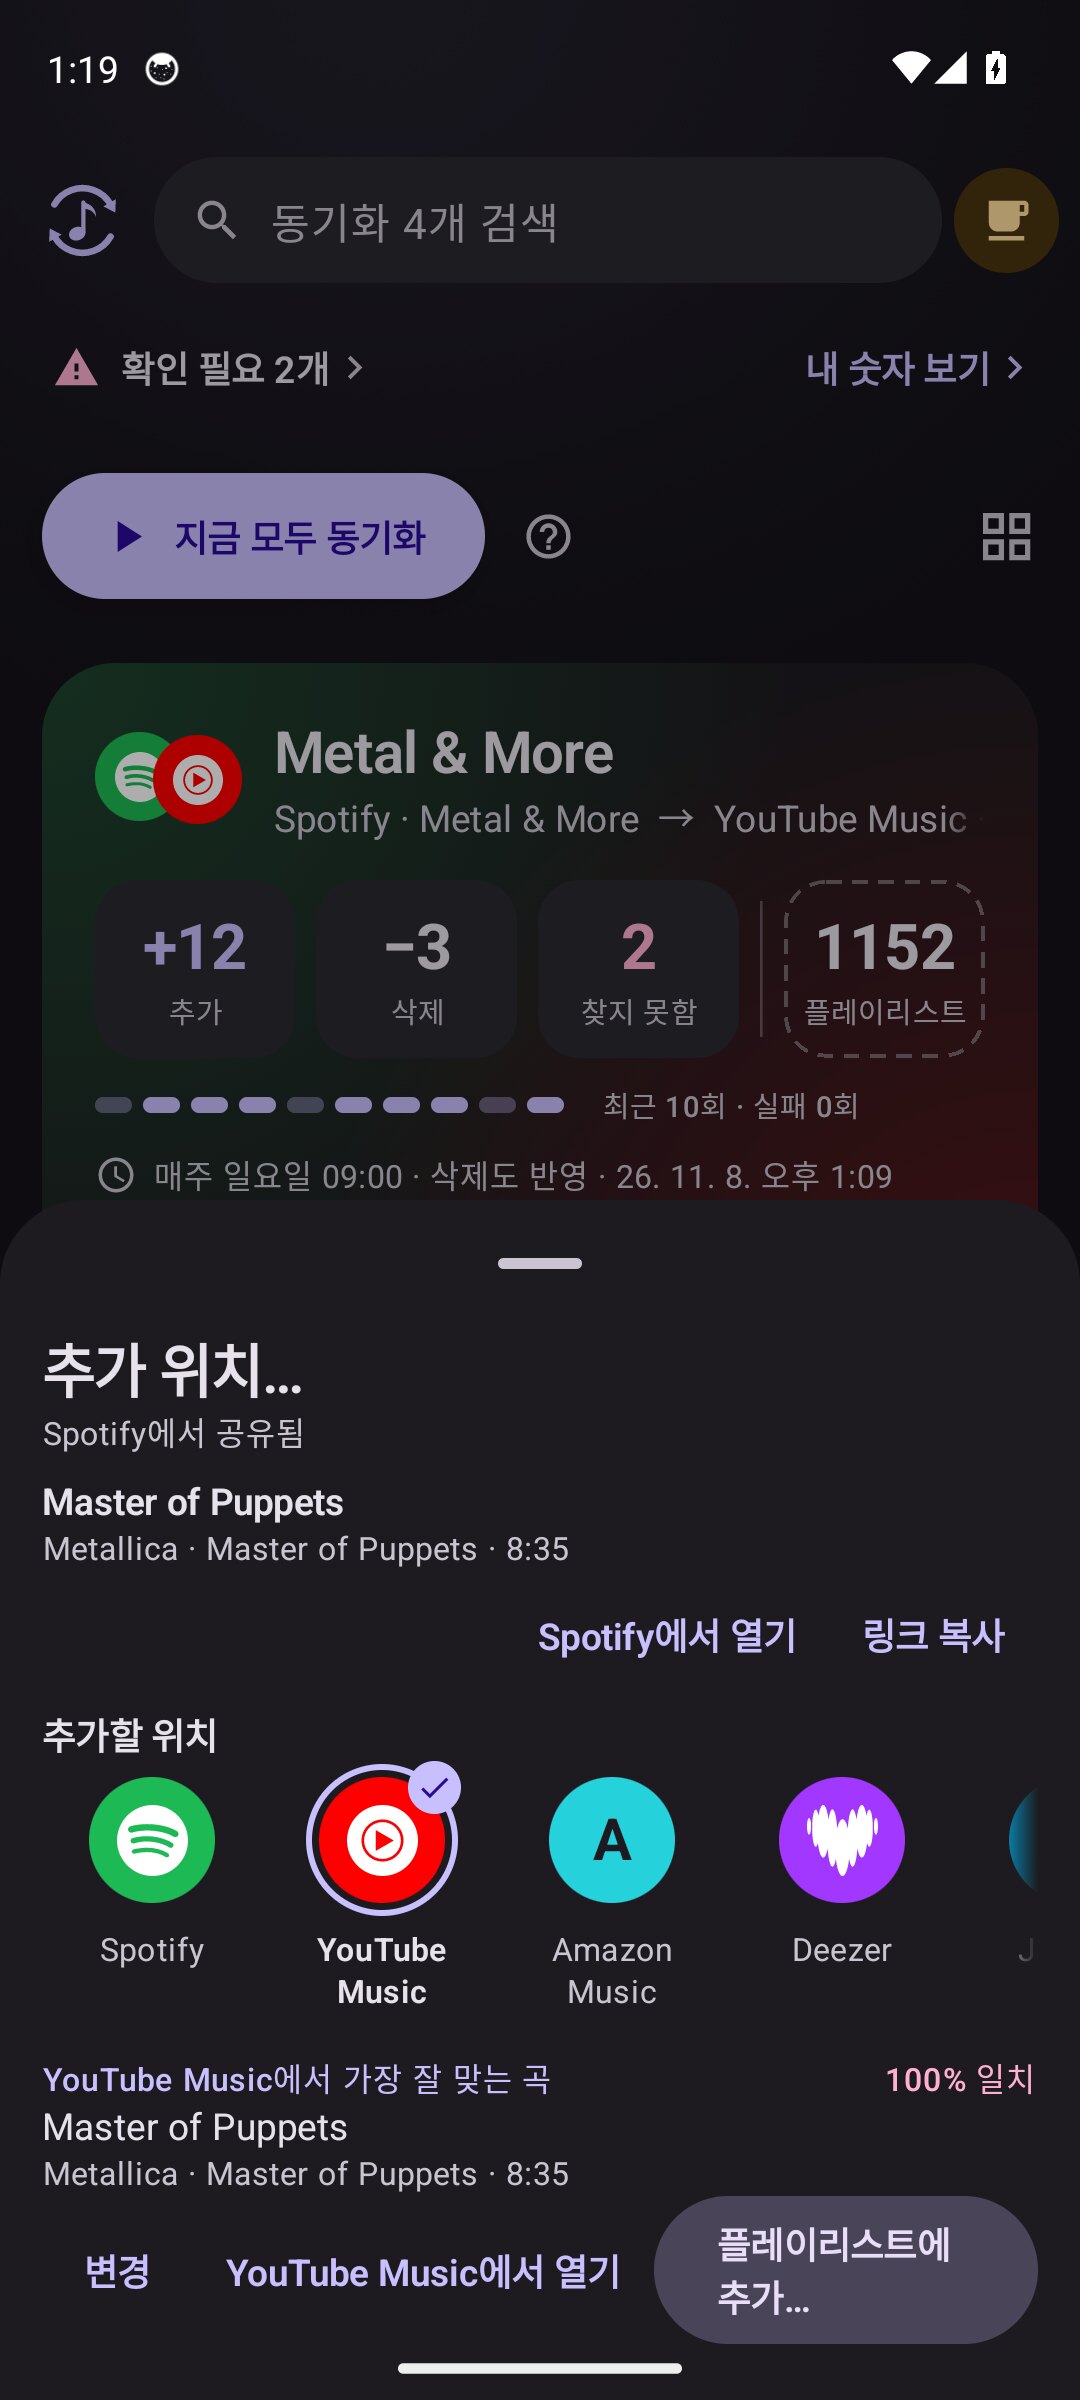 1:19
동기화 4개 검색
확인 필요 2개
내 숫자 보기
지금 모두 동기화
Metal & More
Spotify · Metal & More → YouTube Music
+12
추가
−3
삭제
2
찾지 못함
1152
플레이리스트
최근 10회 · 실패 0회
매주 일요일 09:00 · 삭제도 반영 · 26. 11. 8. 오후 1:09
추가 위치...
Spotify에서 공유됨
Master of Puppets
Metallica · Master of Puppets · 8:35
Spotify에서 열기
링크 복사
추가할 위치
Spotify
YouTube
Music
A
Amazon
Music
Deezer
J
YouTube Music에서 가장 잘 맞는 곡
100% 일치
Master of Puppets
Metallica · Master of Puppets · 8:35
변경
YouTube Music에서 열기
플레이리스트에
추가...